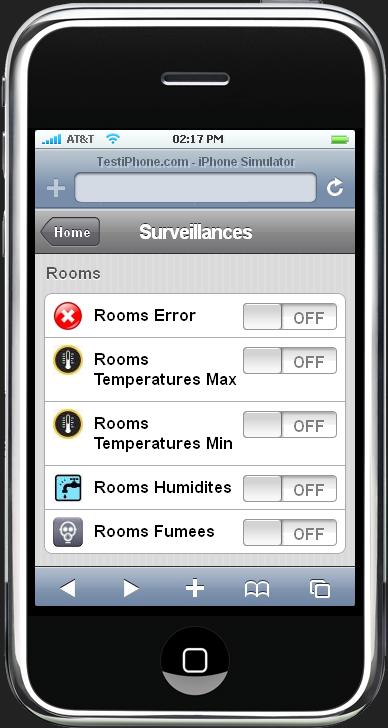 AT&T 02:17 PM
TestiPhone.com - iPhone Simulator
Home Surveillances
Rooms
Rooms Error OFF
Rooms OFF
Temperatures Max
Rooms OFF
Temperatures Min
Rooms Humidites OFF
Rooms Fumees OFF